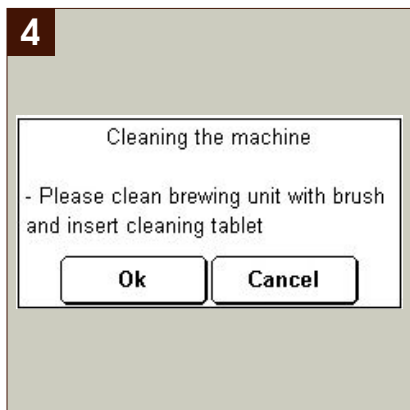 4
Cleaning the machine
- Please clean brewing unit with brush
and insert cleaning tablet
Ok
Cancel